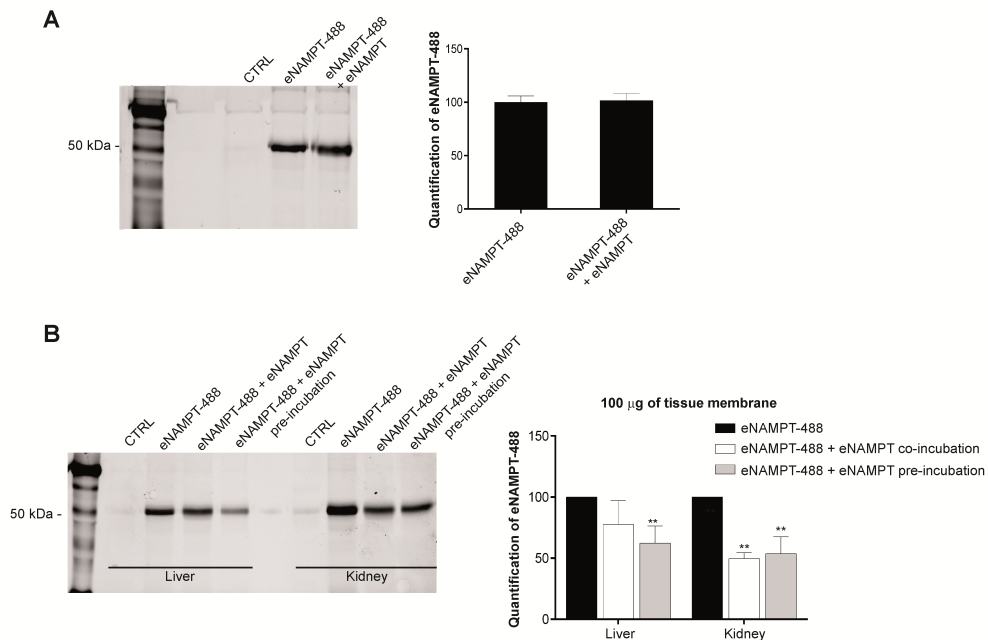 A
CTRL
eNAMPT-488
eNAMPT-488
+ eNAMPT
50 kDa -
Quantification of eNAMPT-488
150
100
50
0
eNAMPT-488
eNAMPT-488
+ eNAMPT
B
CTRL
eNAMPT-488
eNAMPT-488 + eNAMPT
eNAMPT-488 + eNAMPT
pre-incubation
CTRL
eNAMPT-488
eNAMPT-488 + eNAMPT
eNAMPT-488 + eNAMPT
pre-incubation
50 kDa -
Liver
Kidney
100 µg of tissue membrane
eNAMPT-488
eNAMPT-488 + eNAMPT co-incubation
eNAMPT-488 + eNAMPT pre-incubation
Quantification of eNAMPT-488
150
100
50
0
**
**
**
Liver
Kidney